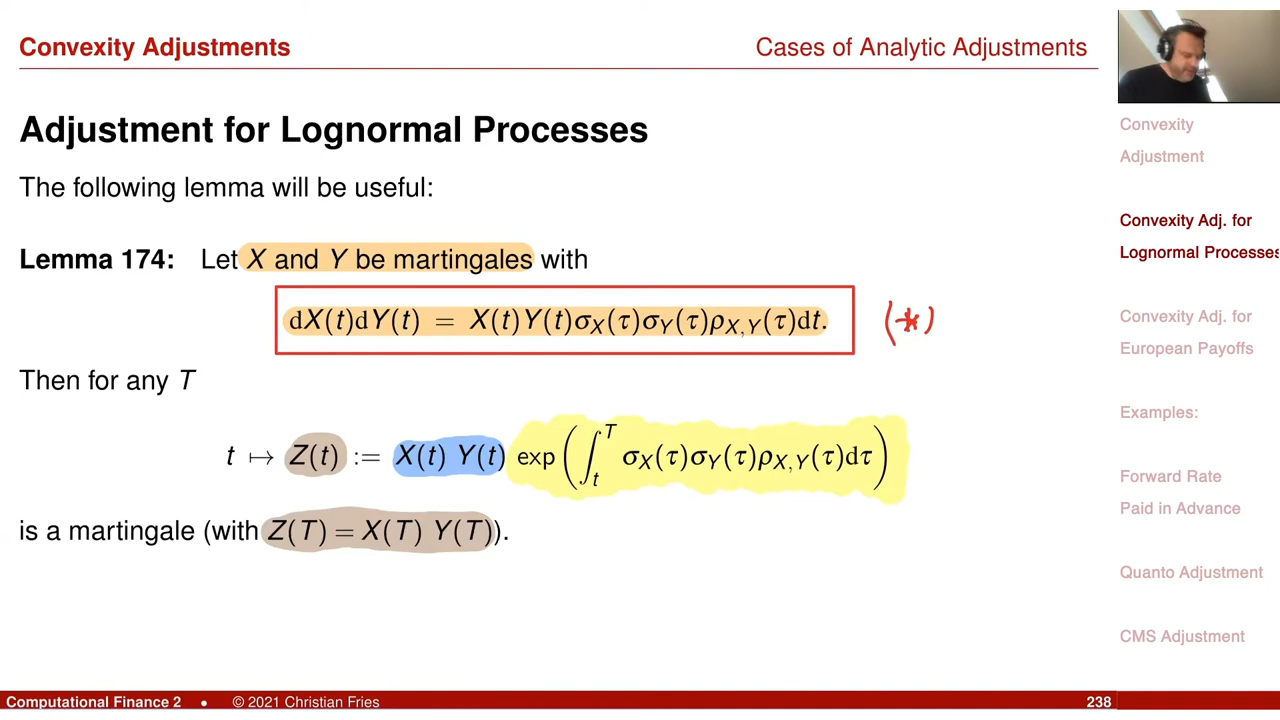 Convexity Adjustments
Cases of Analytic Adjustments
Adjustment for Lognormal Processes
The following lemma will be useful:
Lemma 174: Let X and Y be martingales with
dX(t)dY(t) = X(t)Y(t)σ_X(τ)σ_Y(τ)ρ_{X,Y}(τ)dt. (*)
Then for any T
t ↦ Z(t) := X(t) Y(t) exp(∫_t^T σ_X(τ)σ_Y(τ)ρ_{X,Y}(τ)dτ)
is a martingale (with Z(T) = X(T) Y(T)).
Convexity
Adjustment
Convexity Adj. for
Lognormal Processes
Convexity Adj. for
European Payoffs
Examples:
Forward Rate
Paid in Advance
Quanto Adjustment
CMS Adjustment
Computational Finance 2 • © 2021 Christian Fries
238